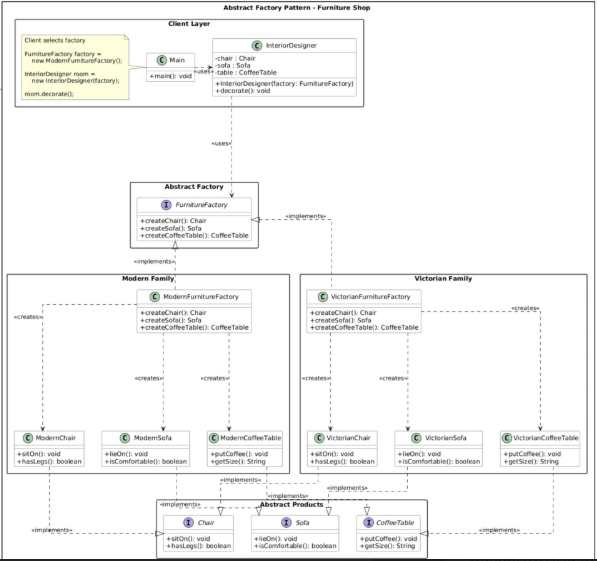 Abstract Factory Pattern - Furniture Shop
Client Layer
Client selects factory
FurnitureFactory factory =
new ModernFurnitureFactory();
InteriorDesigner room =
new InteriorDesigner(factory);
room.decorate();
C Main
+main(): void
«uses»
C InteriorDesigner
-chair : Chair
-sofa : Sofa
-table : CoffeeTable
+InteriorDesigner(factory: FurnitureFactory)
+decorate(): void
«uses»
Abstract Factory
I FurnitureFactory
+createChair(): Chair
+createSofa(): Sofa
+createCoffeeTable(): CoffeeTable
«implements»
«implements»
Modern Family
C ModernFurnitureFactory
+createChair(): Chair
+createSofa(): Sofa
+createCoffeeTable(): CoffeeTable
«creates»
«creates»
«creates»
C ModernChair
+sitOn(): void
+hasLegs(): boolean
C ModernSofa
+lieOn(): void
+isComfortable(): boolean
C ModernCoffeeTable
+putCoffee(): void
+getSize(): String
Victorian Family
C VictorianFurnitureFactory
+createChair(): Chair
+createSofa(): Sofa
+createCoffeeTable(): CoffeeTable
«creates»
«creates»
«creates»
C VictorianChair
+sitOn(): void
+hasLegs(): boolean
C VictorianSofa
+lieOn(): void
+isComfortable(): boolean
C VictorianCoffeeTable
+putCoffee(): void
+getSize(): String
«implements»
«implements»
«implements»
«implements»
«implements»
«implements»
Abstract Products
I Chair
+sitOn(): void
+hasLegs(): boolean
I Sofa
+lieOn(): void
+isComfortable(): boolean
I CoffeeTable
+putCoffee(): void
+getSize(): String